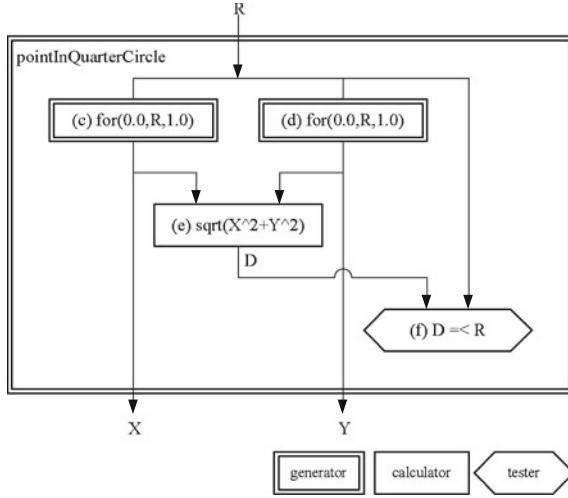 R
pointInQuarterCircle
(c) for(0.0,R,1.0)
(d) for(0.0,R,1.0)
(e) sqrt(X^2+Y^2)
D
(f) D =< R
X
Y
generator
calculator
tester